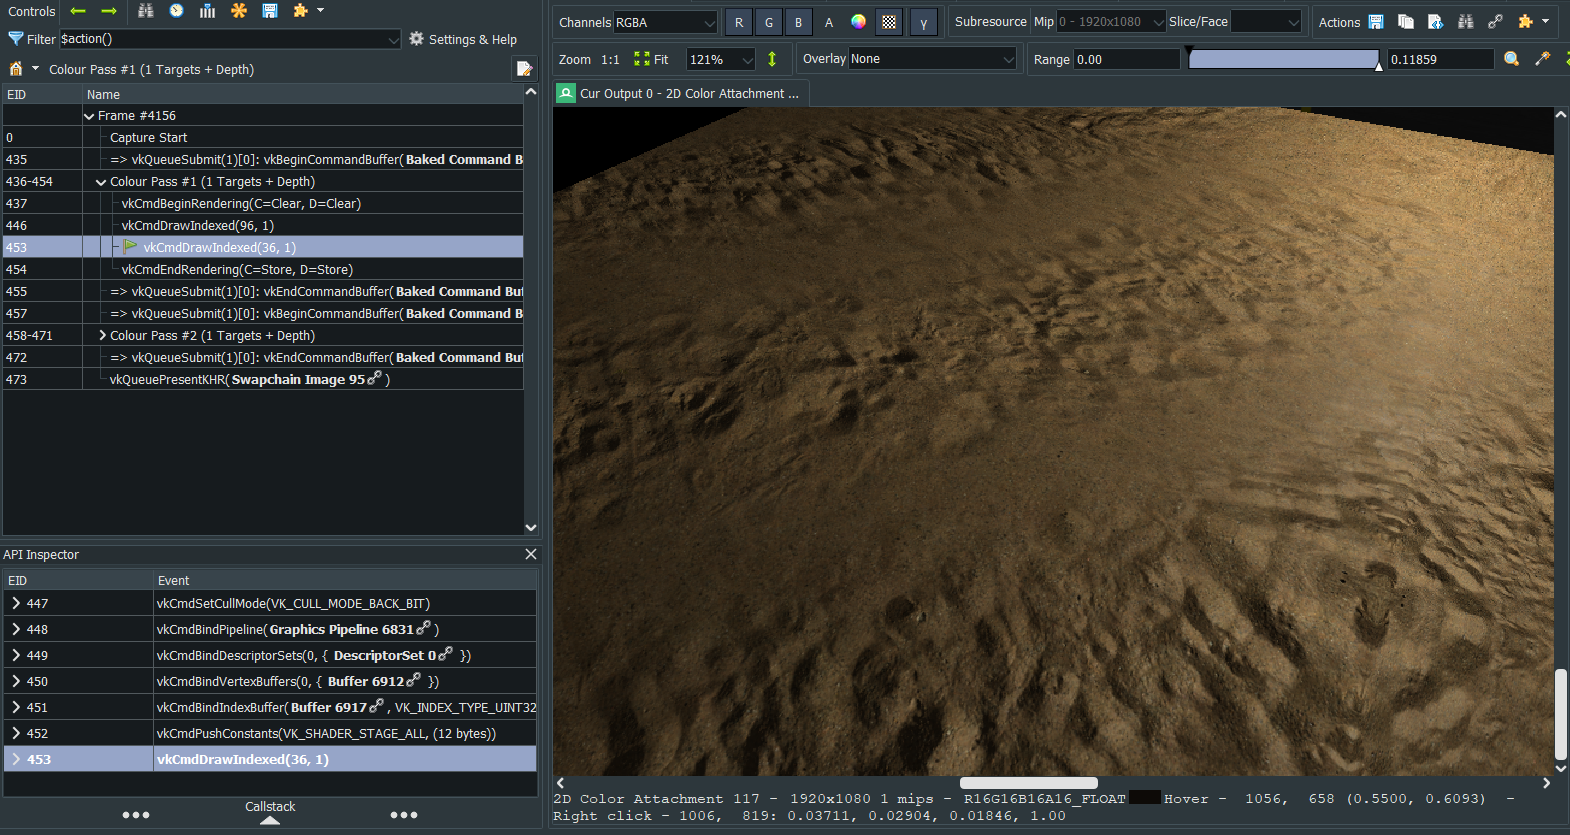 Controls
Filter $action() Settings & Help
Colour Pass #1 (1 Targets + Depth)
EID Name
Frame #4156
0 Capture Start
435 => vkQueueSubmit(1)[0]: vkBeginCommandBuffer( Baked Command B
436-454 Colour Pass #1 (1 Targets + Depth)
437 vkCmdBeginRendering(C=Clear, D=Clear)
446 vkCmdDrawIndexed(96, 1)
453 vkCmdDrawIndexed(36, 1)
454 vkCmdEndRendering(C=Store, D=Store)
455 => vkQueueSubmit(1)[0]: vkEndCommandBuffer( Baked Command Buf
457 => vkQueueSubmit(1)[0]: vkBeginCommandBuffer( Baked Command B
458-471 Colour Pass #2 (1 Targets + Depth)
472 => vkQueueSubmit(1)[0]: vkEndCommandBuffer( Baked Command Buf
473 vkQueuePresentKHR( Swapchain Image 95 )
API Inspector
EID Event
447 vkCmdSetCullMode(VK_CULL_MODE_BACK_BIT)
448 vkCmdBindPipeline( Graphics Pipeline 6831 )
449 vkCmdBindDescriptorSets(0, { DescriptorSet 0 })
450 vkCmdBindVertexBuffers(0, { Buffer 6912 })
451 vkCmdBindIndexBuffer( Buffer 6917 , VK_INDEX_TYPE_UINT32
452 vkCmdPushConstants(VK_SHADER_STAGE_ALL, (12 bytes))
453 vkCmdDrawIndexed(36, 1)
Callstack
Channels RGBA R G B A γ Subresource Mip 0 - 1920x1080 Slice/Face Actions
Zoom 1:1 Fit 121% Overlay None Range 0.00 0.11859
Cur Output 0 - 2D Color Attachment ...
2D Color Attachment 117 - 1920x1080 1 mips - R16G16B16A16_FLOAT Hover - 1056, 658 (0.5500, 0.6093) -
Right click - 1006, 819: 0.03711, 0.02904, 0.01846, 1.00